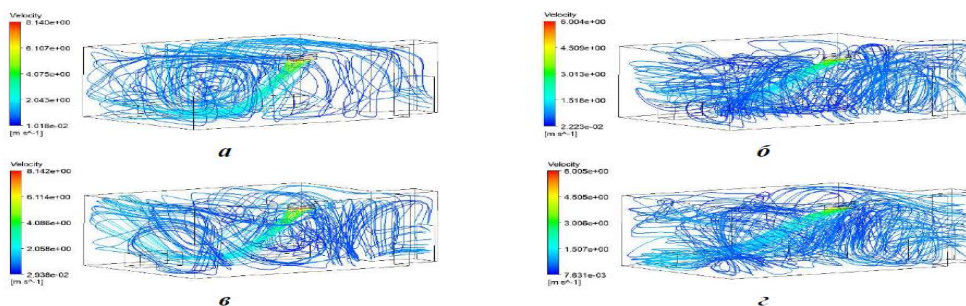 Velocity
8.140e+00
6.107e+00
4.075e+00
2.043e+00
1.018e-02
[m s^-1]
а
Velocity
6.004e+00
4.509e+00
3.013e+00
1.518e+00
2.223e-02
[m s^-1]
б
Velocity
8.142e+00
6.114e+00
4.086e+00
2.058e+00
2.938e-02
[m s^-1]
в
Velocity
6.005e+00
4.505e+00
3.006e+00
1.507e+00
7.631e-03
[m s^-1]
г